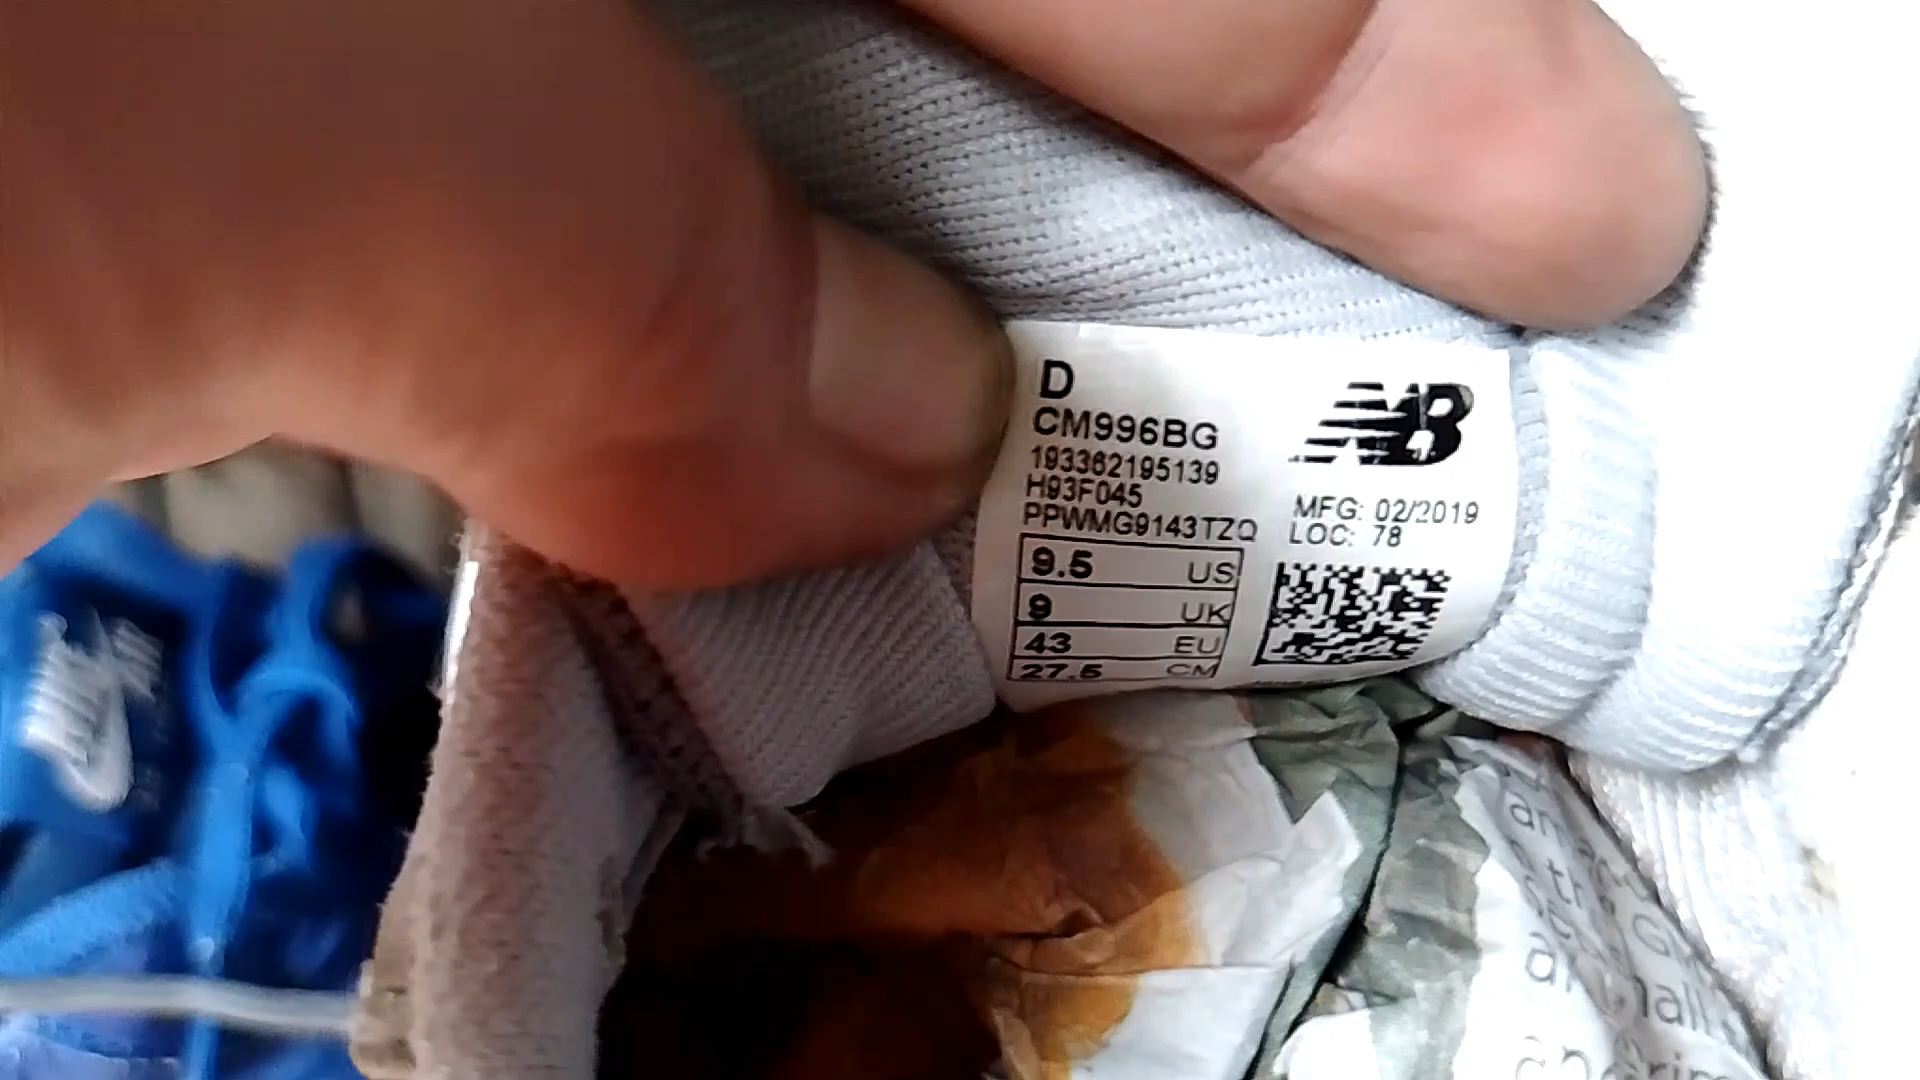 D
CM996BG
193362195139
H93F045
PPWMG9143TZQ
NB
MFG: 02/2019
LOC: 78
9.5 US
9 UK
43 EU
27.5 CM